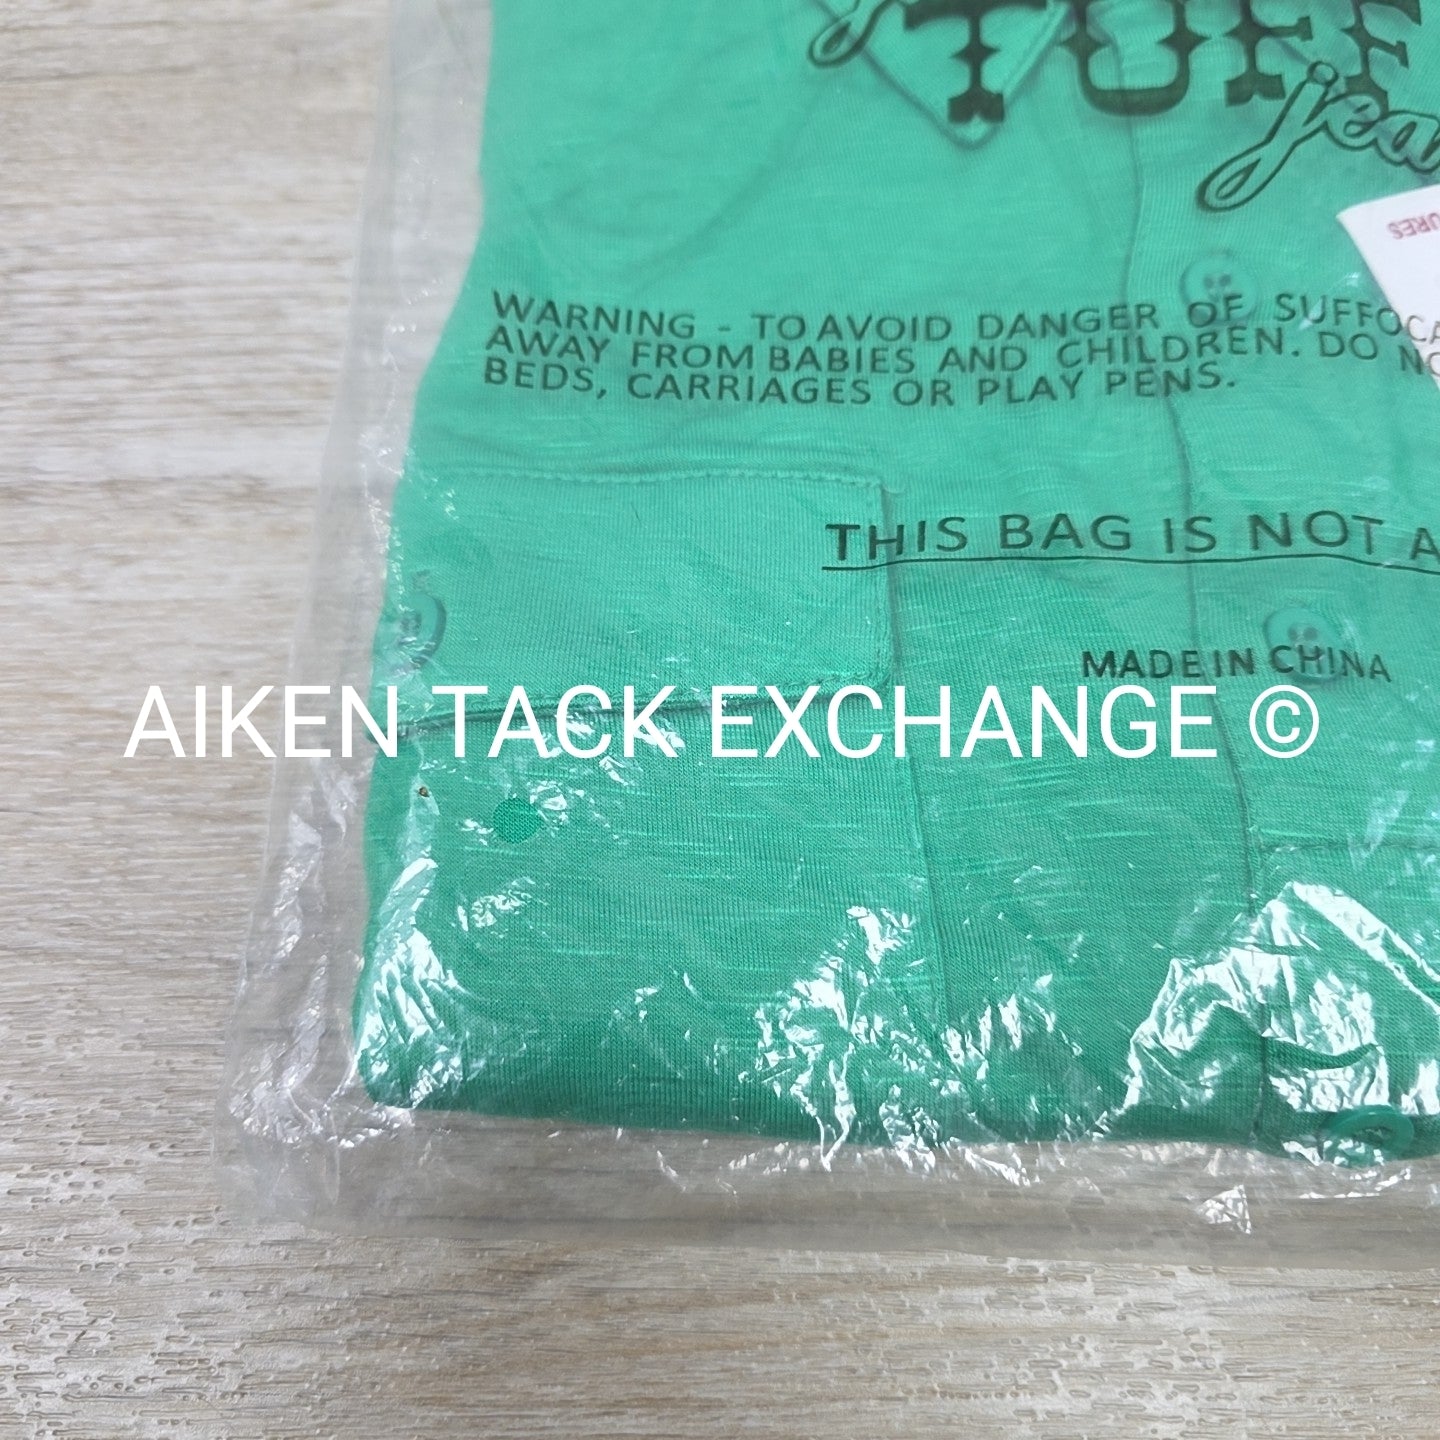 TUFF
jea
URES
WARNING - TO AVOID DANGER OF SUFFOCA
AWAY FROM BABIES AND CHILDREN. DO NO
BEDS, CARRIAGES OR PLAY PENS.
THIS BAG IS NOT A
MADE IN CHINA
AIKEN TACK EXCHANGE ©